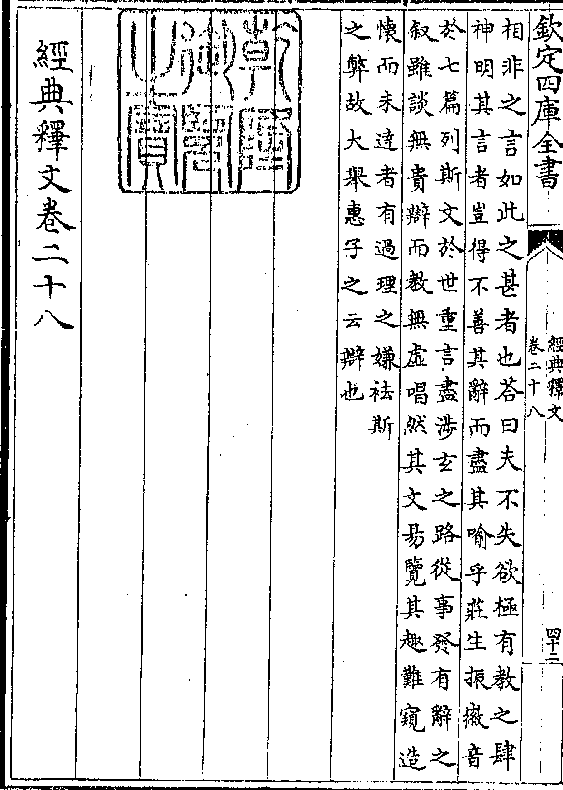 欽定四庫全書
經典釋文
卷二十八
四十二
相非之言如此之甚者也荅曰夫不失欲極有教之肆
神明其言者豈得不善其辭而盡其喻乎莊生振徽音
於七篇列斯文於世重言盡涉玄之路從事發有辭之
叙雖談無貴辯而教無虛唱然其文易覽其趣難窺造
懷而未達者有過理之嫌祛斯
之弊故大舉惠子之云辯也
乾隆
御覽
之寶
經典釋文卷二十八